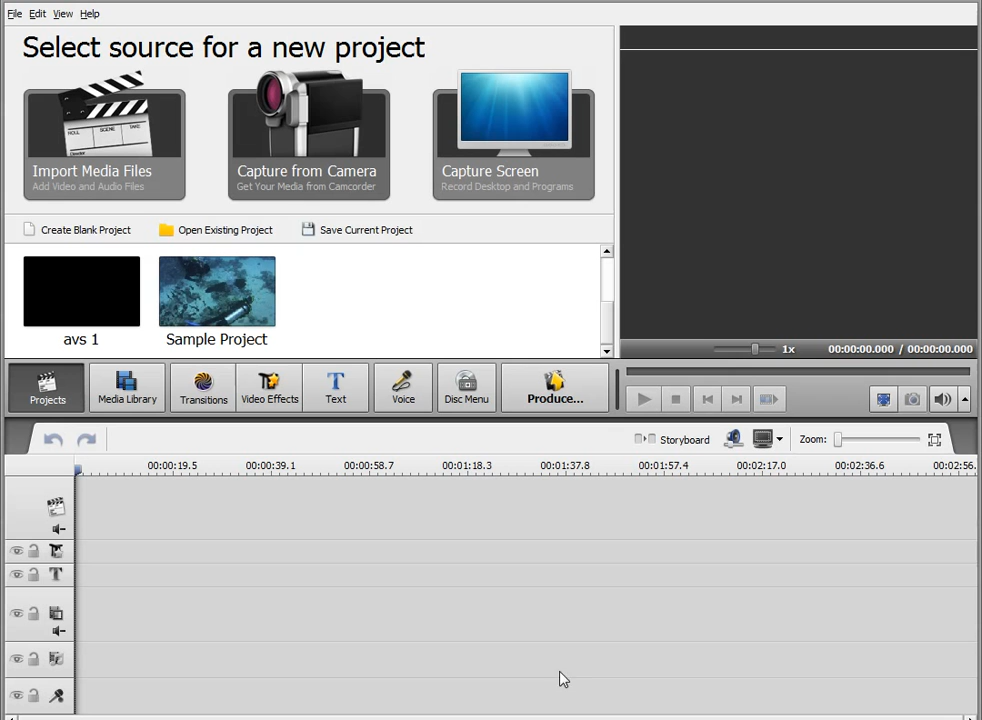 File Edit View Help
Select source for a new project
Import Media Files
Add Video and Audio Files
Capture from Camera
Get Your Media from Camcorder
Capture Screen
Record Desktop and Programs
Create Blank Project
Open Existing Project
Save Current Project
avs 1
Sample Project
1x
00:00:00.000 / 00:00:00.000
Projects
Media Library
Transitions
Video Effects
Text
Voice
Disc Menu
Produce...
Storyboard
Zoom:
00:00:19.5 00:00:39.1 00:00:58.7 00:01:18.3 00:01:37.8 00:01:57.4 00:02:17.0 00:02:36.6 00:02:56.